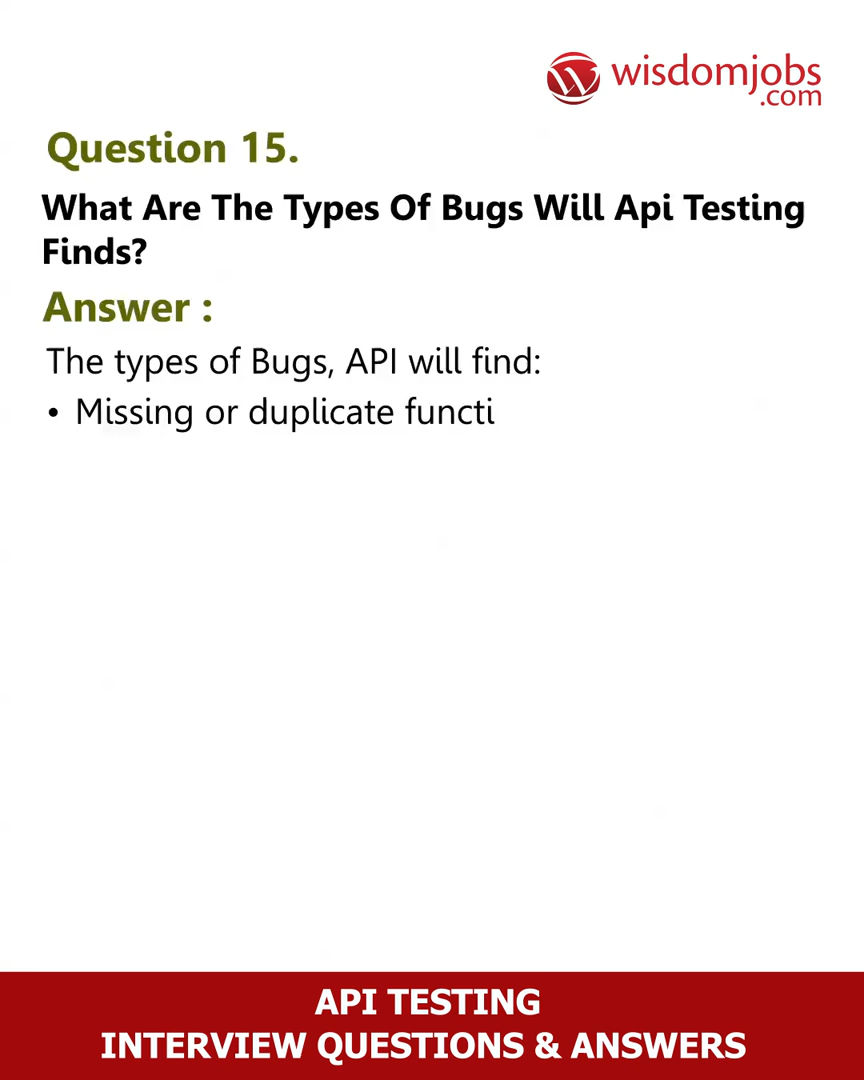 wisdomjobs
.com
Question 15.
What Are The Types Of Bugs Will Api Testing
Finds?
Answer :
The types of Bugs, API will find:
• Missing or duplicate functi
API TESTING
INTERVIEW QUESTIONS & ANSWERS